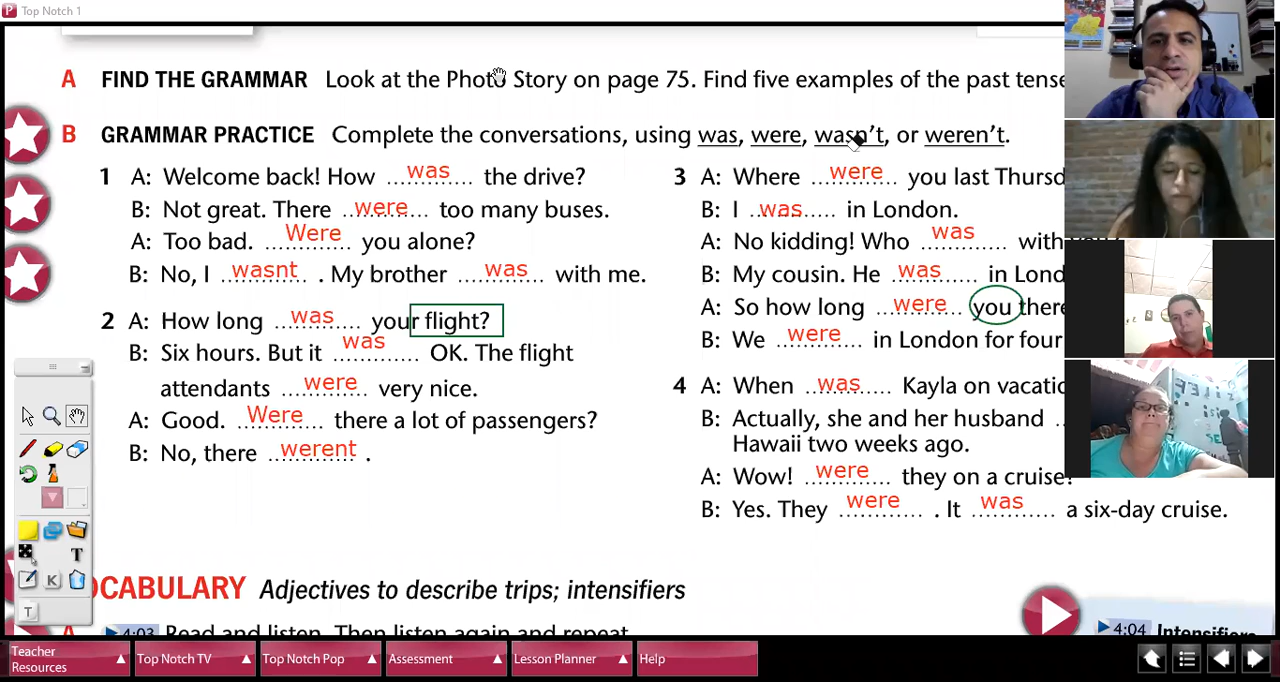 Top Notch 1
A FIND THE GRAMMAR Look at the Photo Story on page 75. Find five examples of the past tense
B GRAMMAR PRACTICE Complete the conversations, using was, were, wasn't, or weren't.
1 A: Welcome back! How was the drive?
B: Not great. There were too many buses.
A: Too bad. Were you alone?
B: No, I wasnt. My brother was with me.
2 A: How long was your flight?
B: Six hours. But it was OK. The flight
attendants were very nice.
A: Good. Were there a lot of passengers?
B: No, there werent.
3 A: Where were you last Thursd
B: I was in London.
A: No kidding! Who was with you?
B: My cousin. He was in Lond
A: So how long were you there
B: We were in London for four
4 A: When was Kayla on vacatio
B: Actually, she and her husband
Hawaii two weeks ago.
A: Wow! were they on a cruise?
B: Yes. They were. It was a six-day cruise.
OCABULARY Adjectives to describe trips; intensifiers
A 4:03 Read and listen. Then listen again and repeat.
4:04 Intensifiers
T
K
T
Teacher Resources
Top Notch TV
Top Notch Pop
Assessment
Lesson Planner
Help